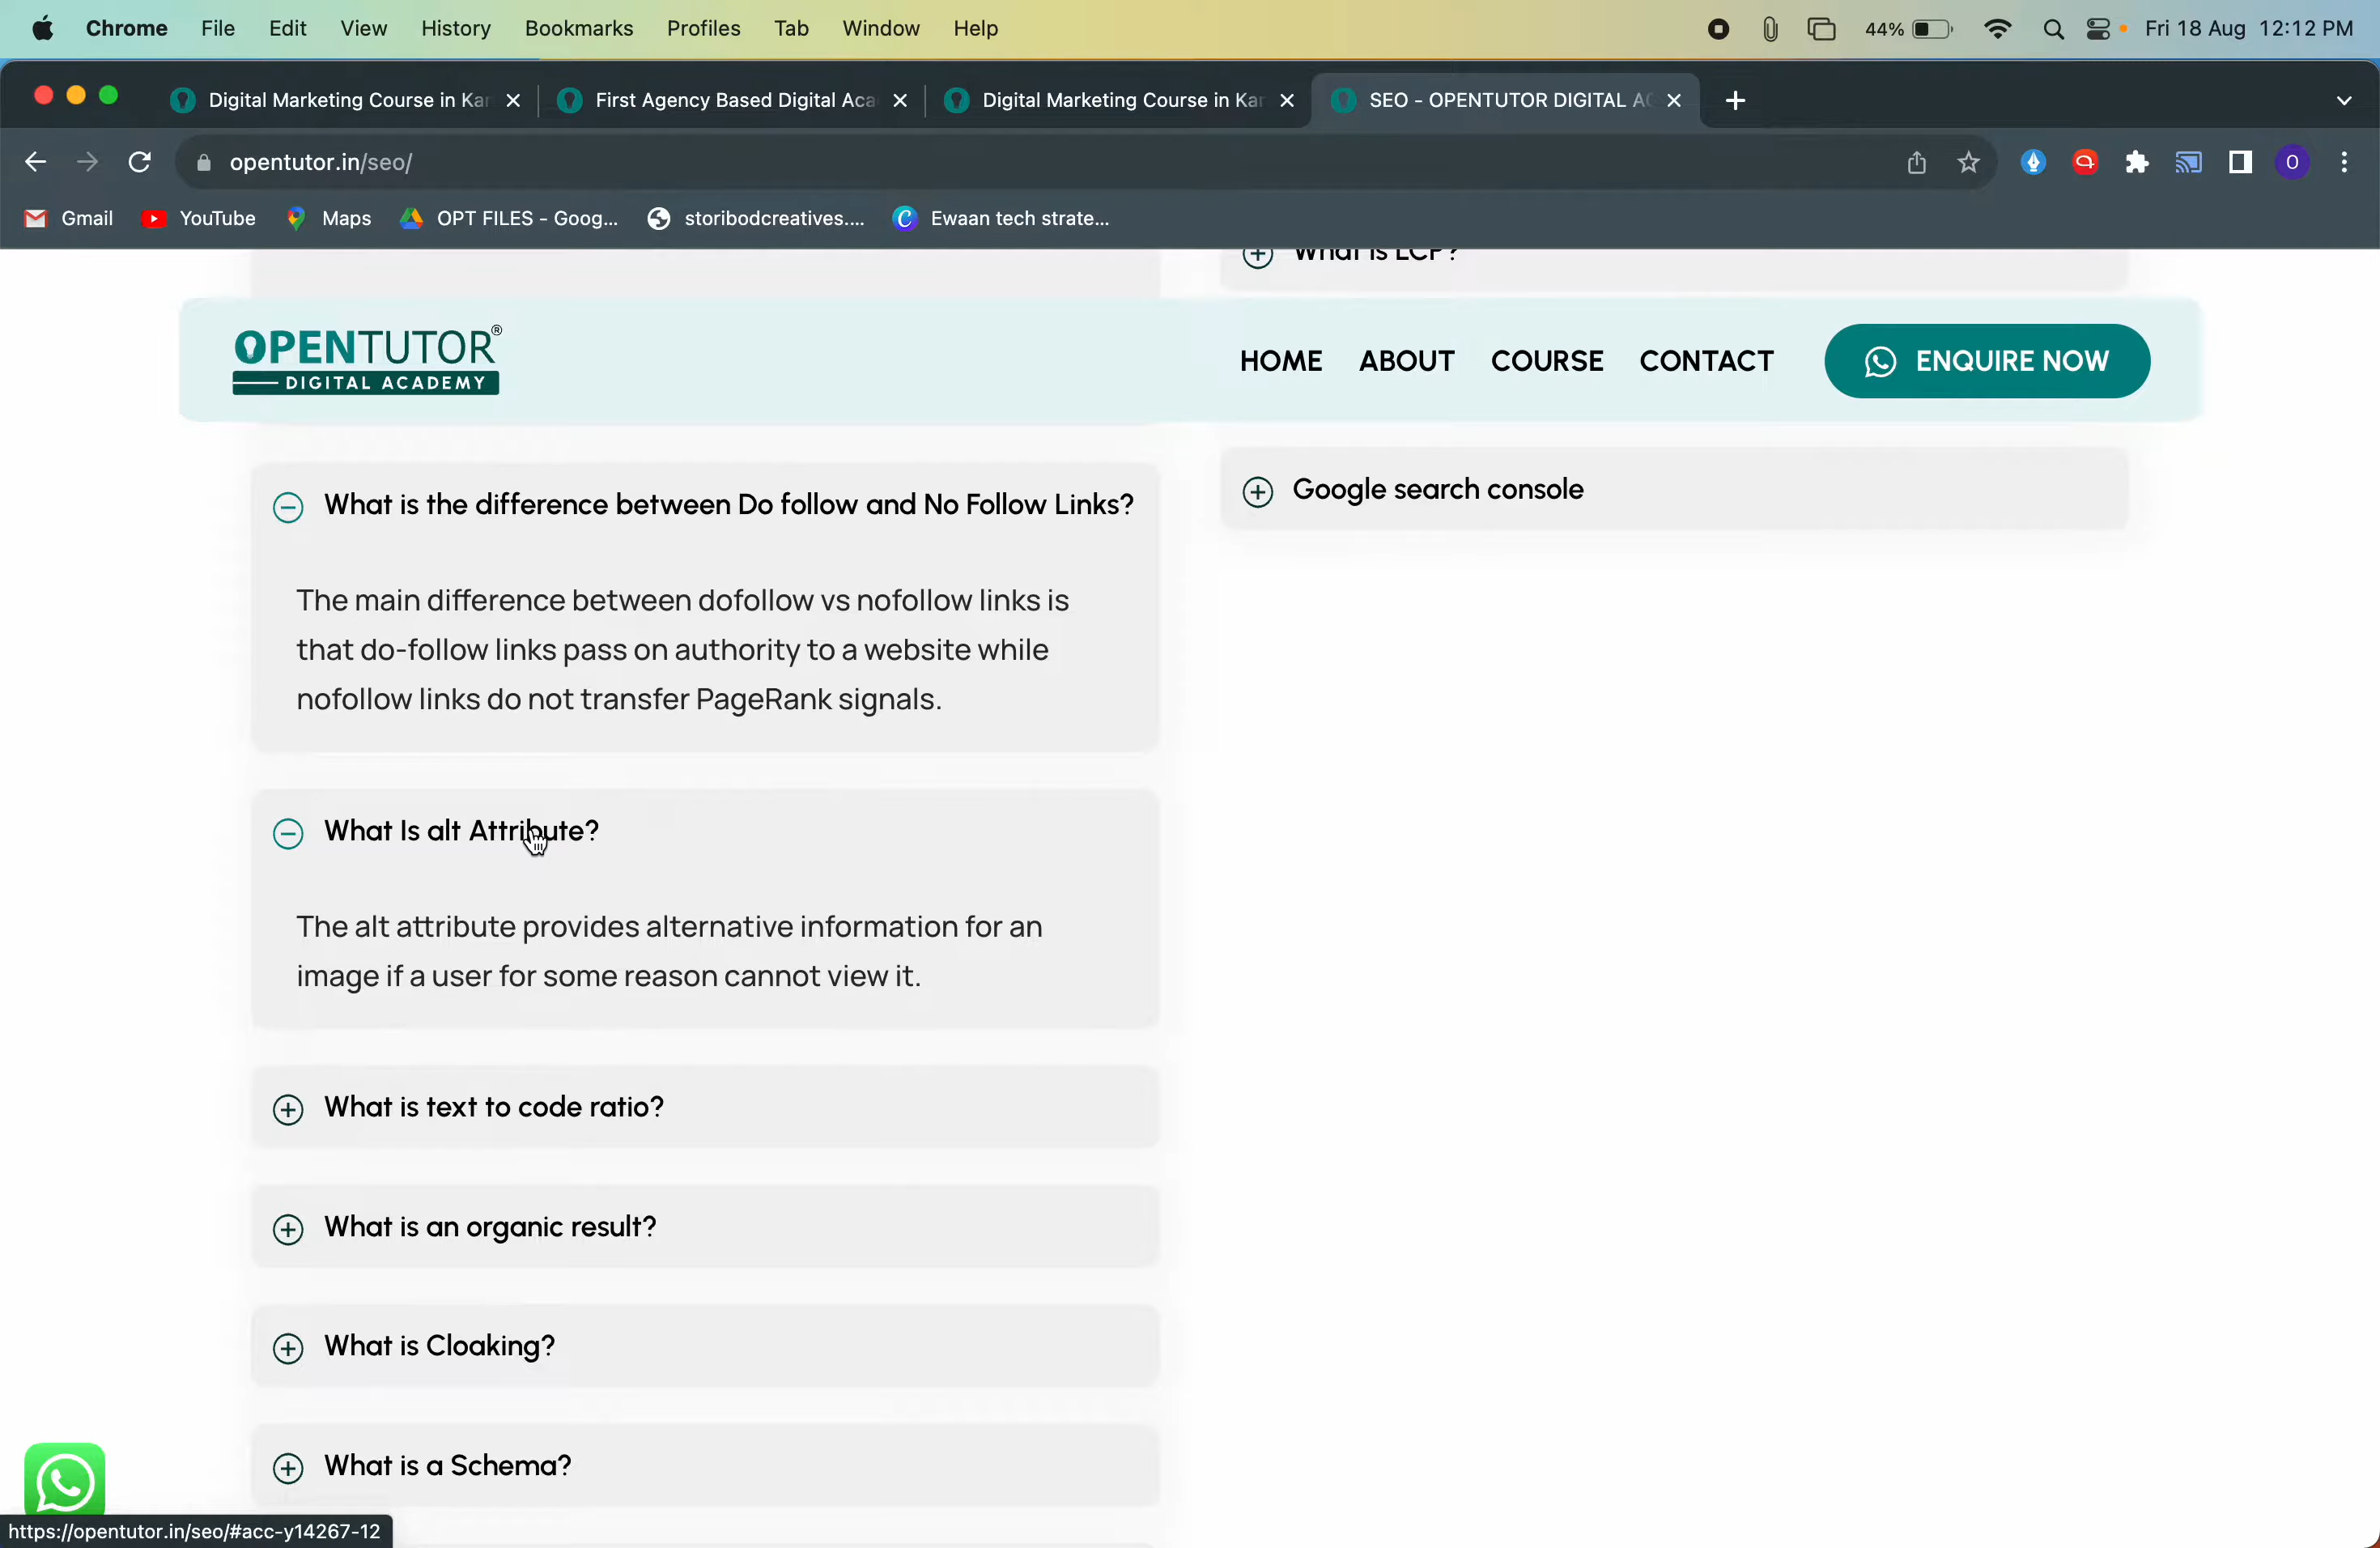 Chrome File Edit View History Bookmarks Profiles Tab Window Help 44% Fri 18 Aug 12:12 PM
Digital Marketing Course in Kar First Agency Based Digital Aca Digital Marketing Course in Kar SEO - OPENTUTOR DIGITAL AC
opentutor.in/seo/ O
Gmail YouTube Maps OPT FILES - Goog... storibodcreatives.... Ewaan tech strate...
What is LCP?
OPENTUTOR®
DIGITAL ACADEMY
HOME ABOUT COURSE CONTACT ENQUIRE NOW
What is the difference between Do follow and No Follow Links?
The main difference between dofollow vs nofollow links is
that do-follow links pass on authority to a website while
nofollow links do not transfer PageRank signals.
What Is alt Attribute?
The alt attribute provides alternative information for an
image if a user for some reason cannot view it.
What is text to code ratio?
What is an organic result?
What is Cloaking?
What is a Schema?
Google search console
https://opentutor.in/seo/#acc-y14267-12